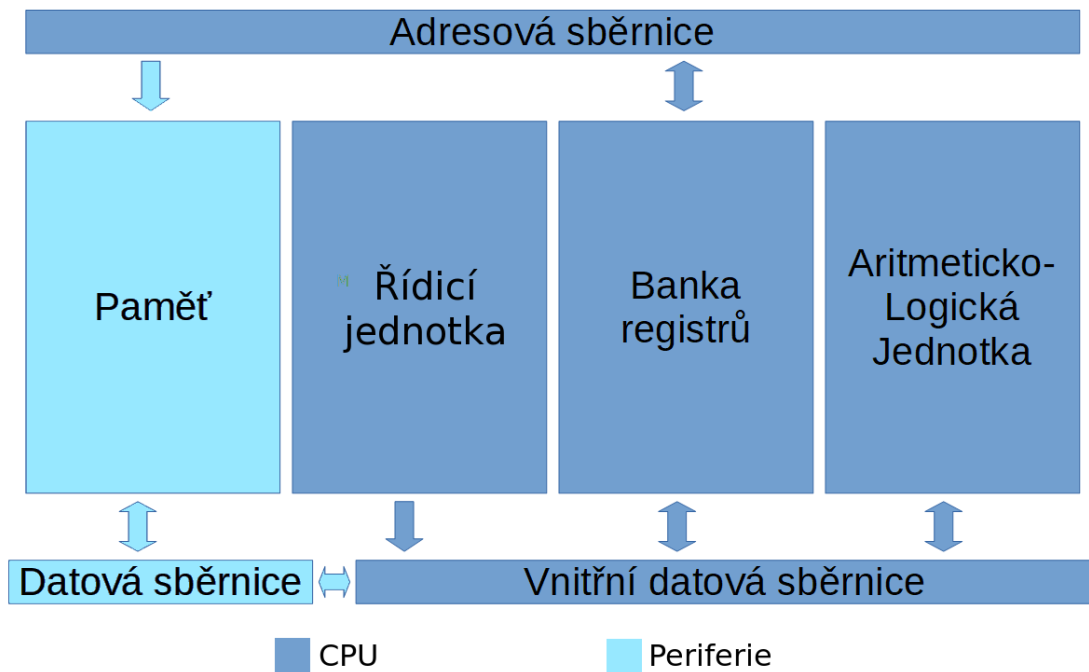 Adresová sběrnice
Paměť
Řídicí
jednotka
Banka
registrů
Aritmeticko-
Logická
Jednotka
Datová sběrnice
Vnitřní datová sběrnice
CPU
Periferie